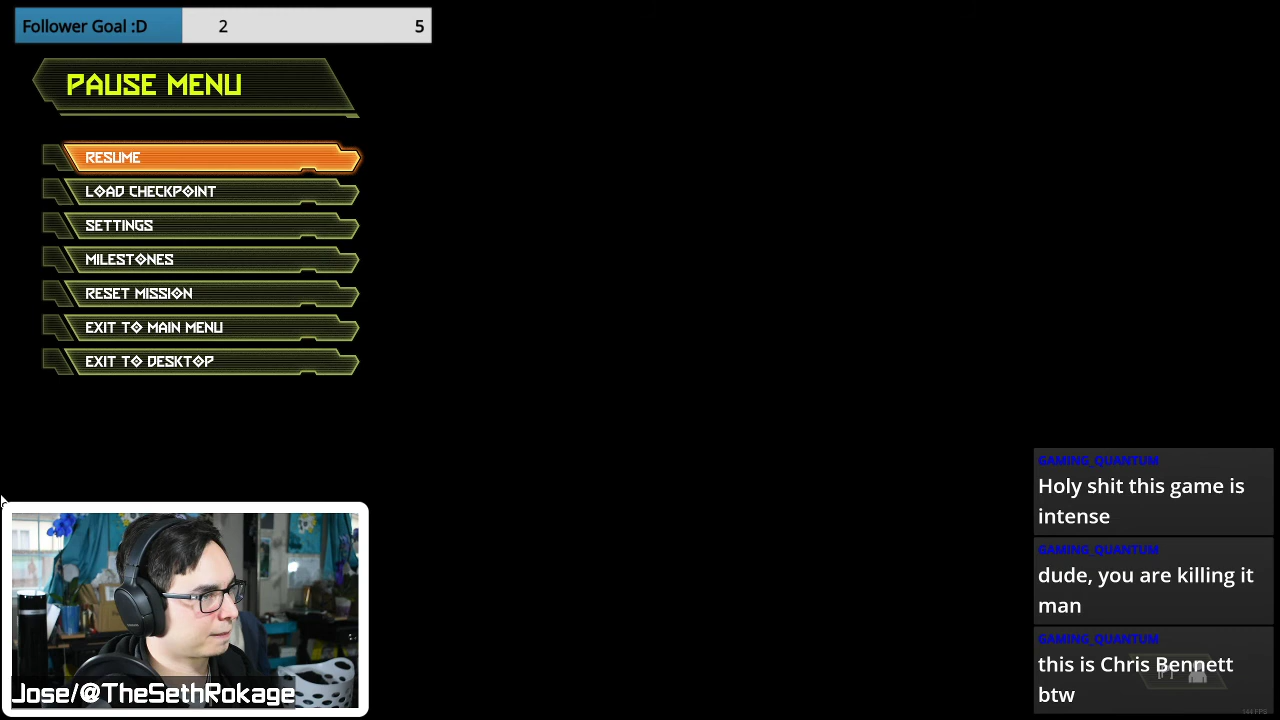 Follower Goal :D 2 5
PAUSE MENU
RESUME
LOAD CHECKPOINT
SETTINGS
MILESTONES
RESET MISSION
EXIT TO MAIN MENU
EXIT TO DESKTOP
GAMING_QUANTUM
Holy shit this game is
intense
GAMING_QUANTUM
dude, you are killing it
man
GAMING_QUANTUM
this is Chris Bennett
btw
Jose/@TheSethRokage
144 FPS